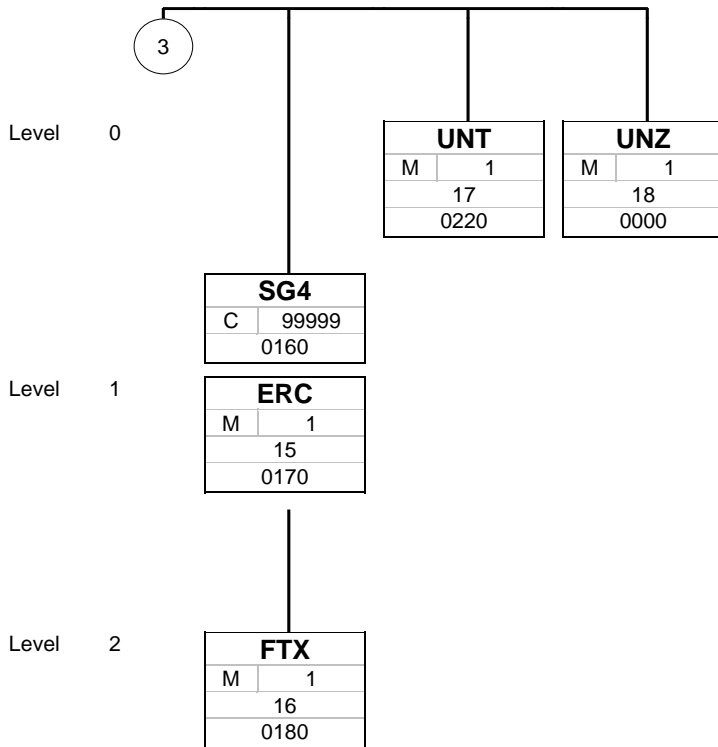 3
Level 0
UNT
M 1
17
0220
UNZ
M 1
18
0000
SG4
C 99999
0160
Level 1
ERC
M 1
15
0170
Level 2
FTX
M 1
16
0180